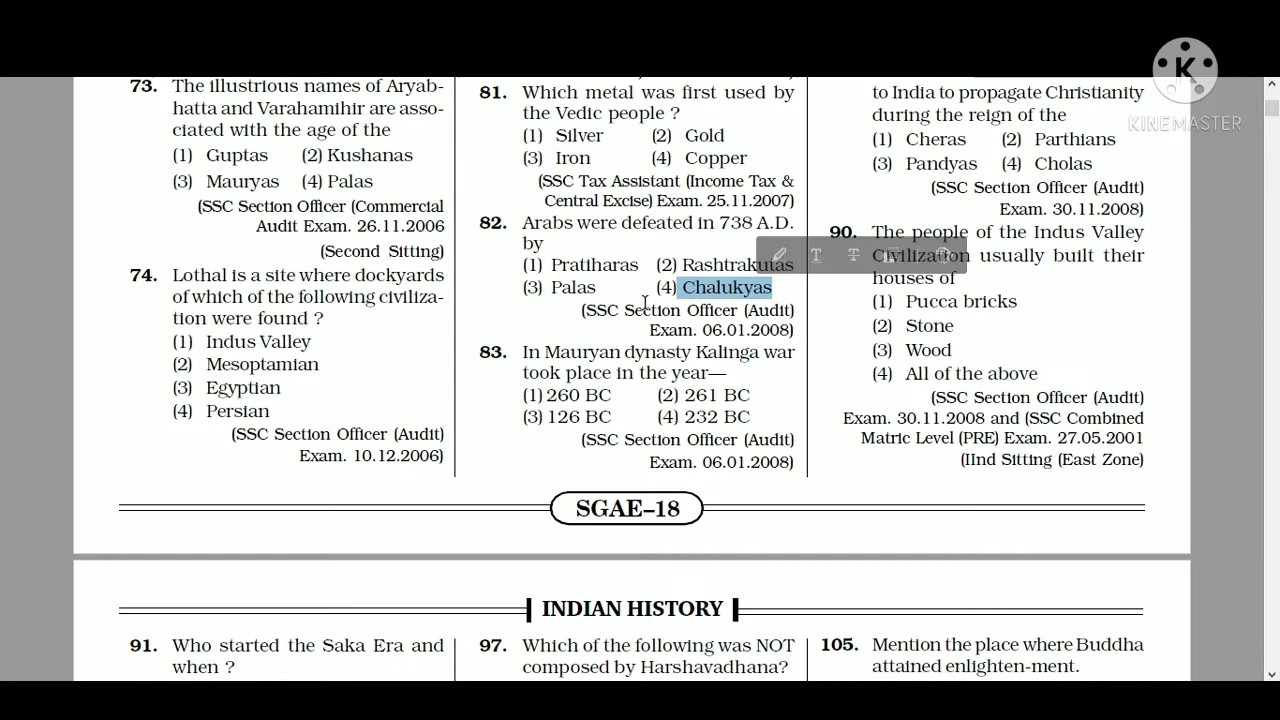 73. The illustrious names of Aryab-
hatta and Varahamihir are asso-
ciated with the age of the
(1) Guptas (2) Kushanas
(3) Mauryas (4) Palas
(SSC Section Officer (Commercial
Audit Exam. 26.11.2006
(Second Sitting)
74. Lothal is a site where dockyards
of which of the following civiliza-
tion were found ?
(1) Indus Valley
(2) Mesoptamian
(3) Egyptian
(4) Persian
(SSC Section Officer (Audit)
Exam. 10.12.2006)
81. Which metal was first used by
the Vedic people ?
(1) Silver (2) Gold
(3) Iron (4) Copper
(SSC Tax Assistant (Income Tax &
Central Excise) Exam. 25.11.2007)
82. Arabs were defeated in 738 A.D.
by
(1) Pratiharas (2) Rashtrakutas
(3) Palas (4) Chalukyas
(SSC Section Officer (Audit)
Exam. 06.01.2008)
83. In Mauryan dynasty Kalinga war
took place in the year—
(1) 260 BC (2) 261 BC
(3) 126 BC (4) 232 BC
(SSC Section Officer (Audit)
Exam. 06.01.2008)
to India to propagate Christianity
during the reign of the
(1) Cheras (2) Parthians
(3) Pandyas (4) Cholas
(SSC Section Officer (Audit)
Exam. 30.11.2008)
90. The people of the Indus Valley
Civilization usually built their
houses of
(1) Pucca bricks
(2) Stone
(3) Wood
(4) All of the above
(SSC Section Officer (Audit)
Exam. 30.11.2008 and (SSC Combined
Matric Level (PRE) Exam. 27.05.2001
(IInd Sitting (East Zone)
SGAE–18
INDIAN HISTORY
91. Who started the Saka Era and
when ?
97. Which of the following was NOT
composed by Harshavadhana?
105. Mention the place where Buddha
attained enlighten-ment.
K
KINEMASTER